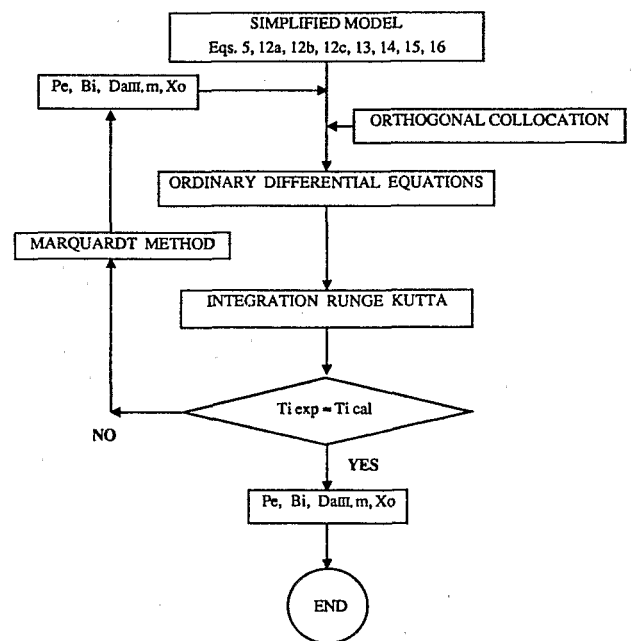 SIMPLIFIED MODEL
Eqs. 5, 12a, 12b, 12c, 13, 14, 15, 16
Pe, Bi, DaIII, m, Xo
ORTHOGONAL COLLOCATION
ORDINARY DIFFERENTIAL EQUATIONS
MARQUARDT METHOD
INTEGRATION RUNGE KUTTA
Ti exp = Ti cal
NO
YES
Pe, Bi, DaIII, m, Xo
END